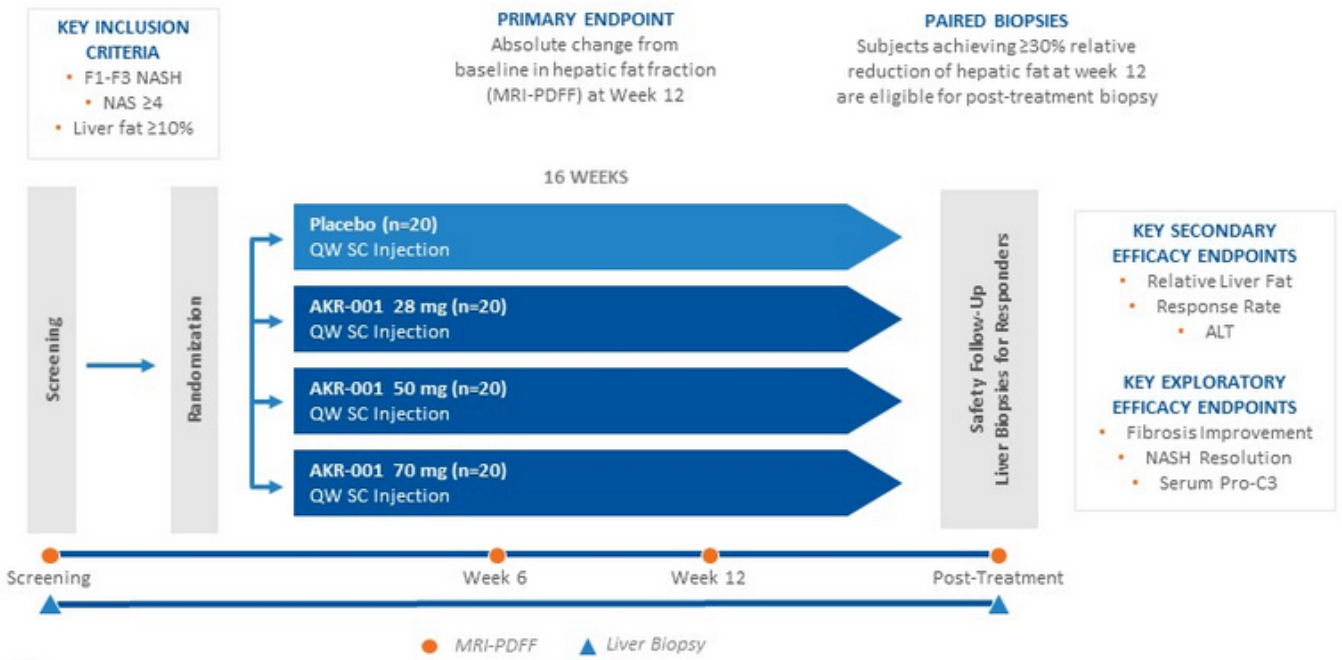 KEY INCLUSION
CRITERIA
• F1-F3 NASH
• NAS ≥4
• Liver fat ≥10%
PRIMARY ENDPOINT
Absolute change from
baseline in hepatic fat fraction
(MRI-PDFF) at Week 12
PAIRED BIOPSIES
Subjects achieving ≥30% relative
reduction of hepatic fat at week 12
are eligible for post-treatment biopsy
16 WEEKS
Screening
Randomization
Placebo (n=20)
QW SC Injection
AKR-001 28 mg (n=20)
QW SC Injection
AKR-001 50 mg (n=20)
QW SC Injection
AKR-001 70 mg (n=20)
QW SC Injection
Safety Follow-Up
Liver Biopsies for Responders
KEY SECONDARY
EFFICACY ENDPOINTS
• Relative Liver Fat
• Response Rate
• ALT
KEY EXPLORATORY
EFFICACY ENDPOINTS
• Fibrosis Improvement
• NASH Resolution
• Serum Pro-C3
Screening
Week 6
Week 12
Post-Treatment
MRI-PDFF
Liver Biopsy